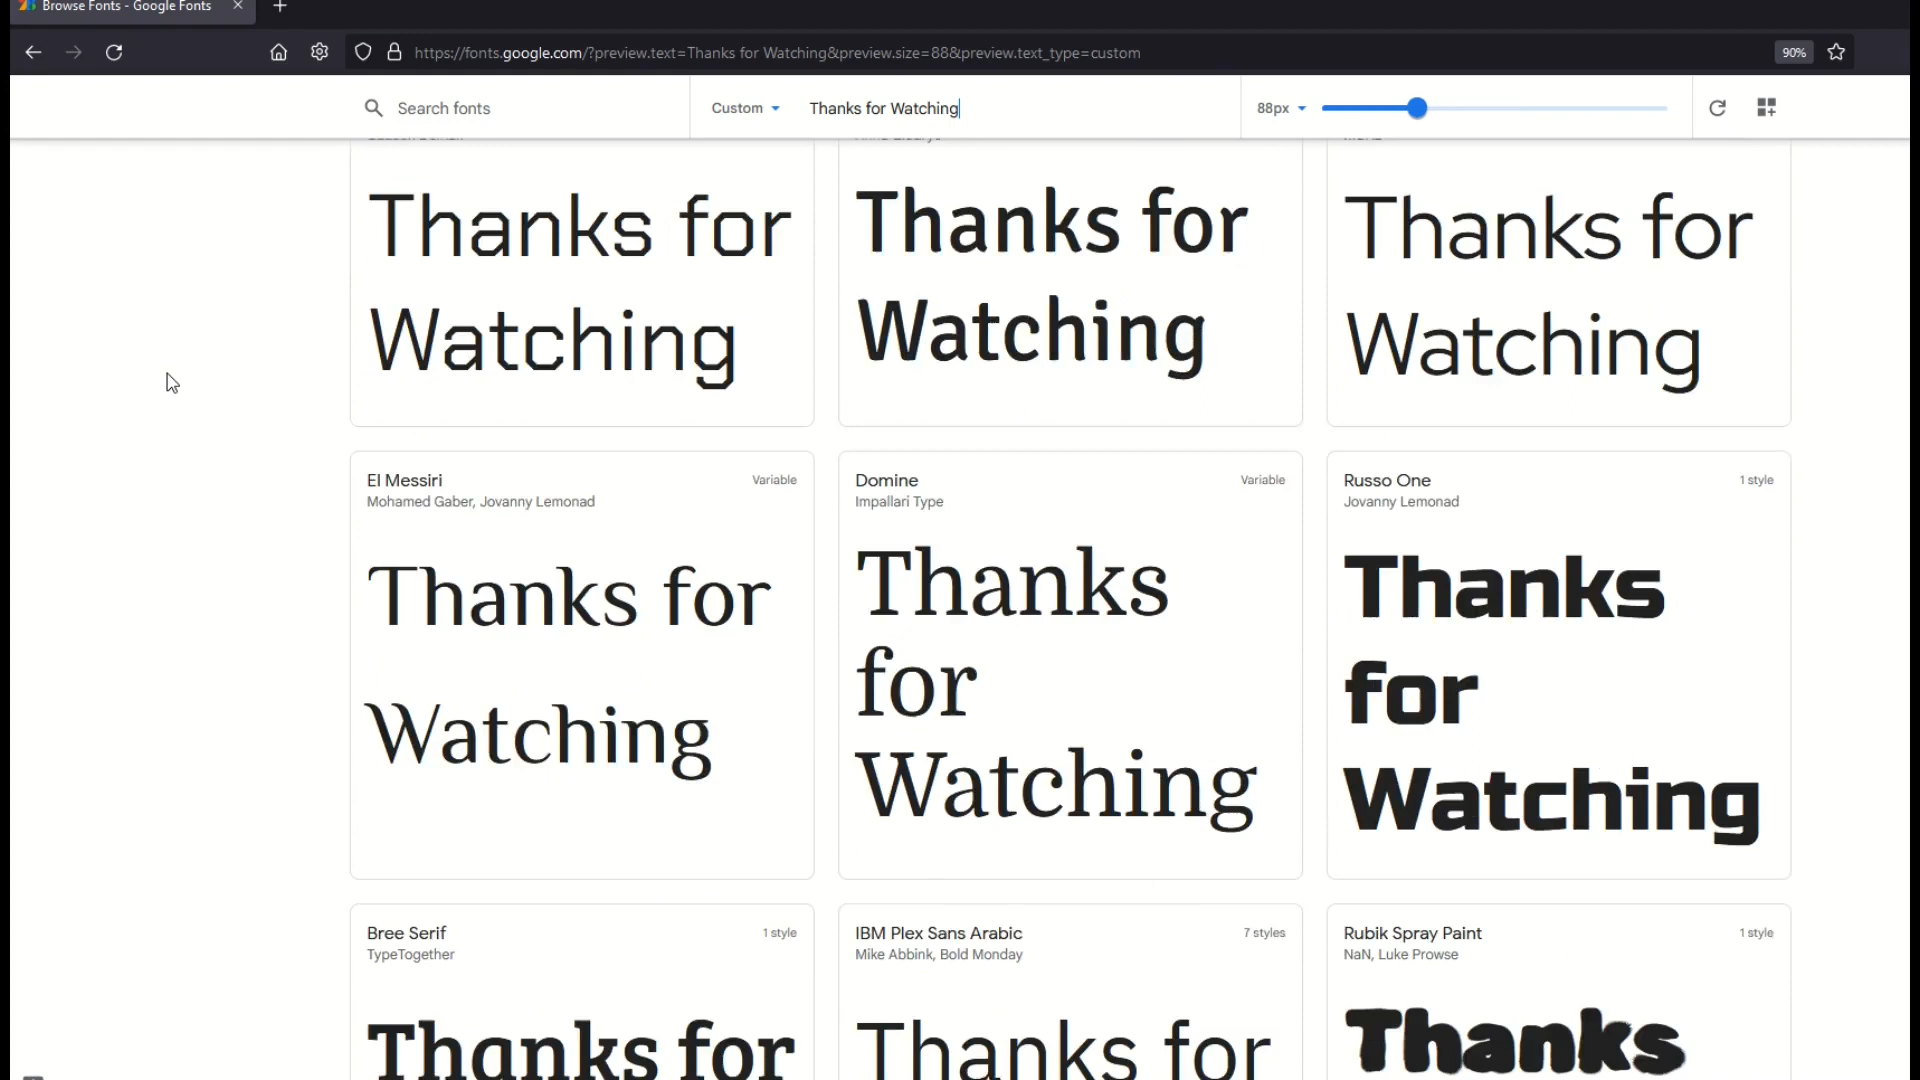 Browse Fonts - Google Fonts
https://fonts.google.com/?preview.text=Thanks for Watching&preview.size=88&preview.text_type=custom
90%
Search fonts
Custom
Thanks for Watching
88px
Thanks for
Watching
Thanks for
Watching
Thanks for
Watching
El Messiri
Variable
Mohamed Gaber, Jovanny Lemonad
Thanks for
Watching
Domine
Variable
Impallari Type
Thanks
for
Watching
Russo One
1 style
Jovanny Lemonad
Thanks
for
Watching
Bree Serif
1 style
TypeTogether
Thanks for
IBM Plex Sans Arabic
7 styles
Mike Abbink, Bold Monday
Thanks for
Rubik Spray Paint
1 style
NaN, Luke Prowse
Thanks